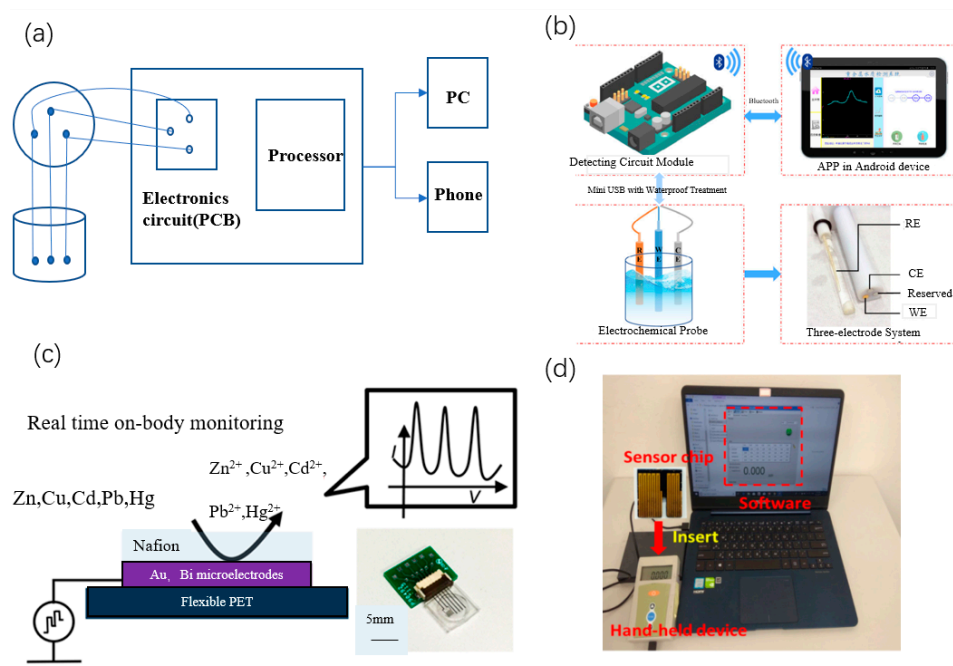 (a)
PC
Processor
Electronics
circuit(PCB)
Phone
(b)
Bluetooth
Detecting Circuit Module
APP in Android device
Mini USB with Waterproof Treatment
RE
WE
CE
Electrochemical Probe
RE
CE
Reserved
WE
Three-electrode System
(c)
Real time on-body monitoring
Zn²⁺ ,Cu²⁺,Cd²⁺,
Zn,Cu,Cd,Pb,Hg
Pb²⁺,Hg²⁺
I
V
Nafion
Au, Bi microelectrodes
Flexible PET
5mm
(d)
Sensor chip
0.000
Software
Insert
Hand-held device